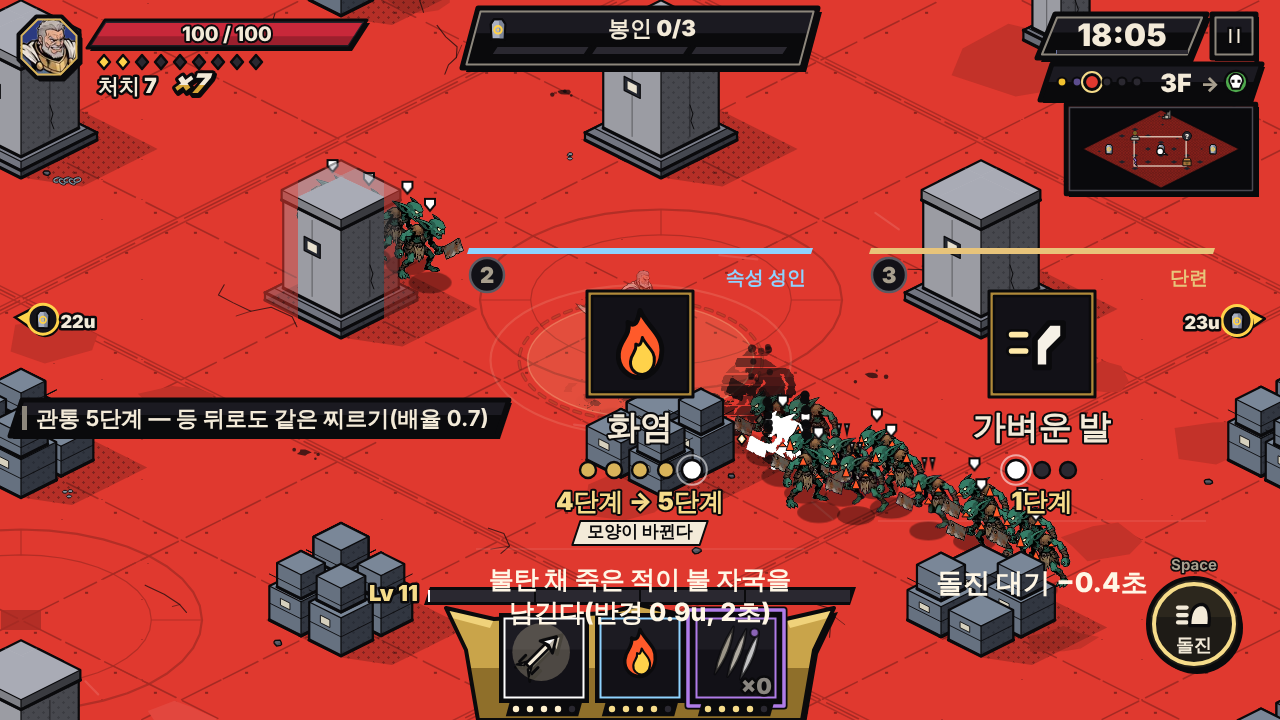 100 / 100
처치 7 ×7
봉인 0/3
18:05
3F →
?
22u
23u
2
속성 성인
3
단련
관통 5단계 — 등 뒤로도 같은 찌르기(배율 0.7)
화염
4단계 → 5단계
모양이 바뀐다
불탄 채 죽은 적이 불 자국을
남긴다(반경 0.9u, 2초)
가벼운 발
1단계
돌진 대기 −0.4초
Lv 11
×0
Space
돌진